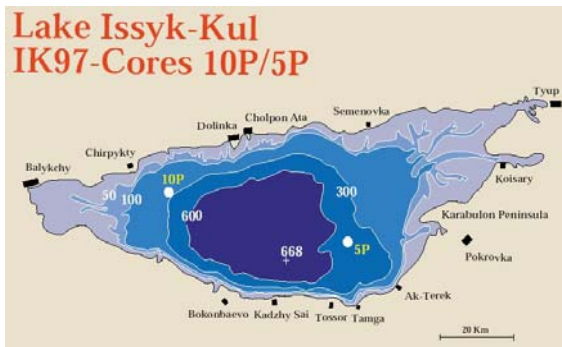 Lake Issyk-Kul
IK97-Cores 10P/5P
Tyup
Semenovka
Cholpon Ata
Dolinka
Chirpykty
Balykchy
Koisary
10P
50
100
300
600
Karabulon Peninsula
5P
668
Pokrovka
Ak-Terek
Bokonbaevo
Kadzhy Sai
Tossor
Tamga
20 Km